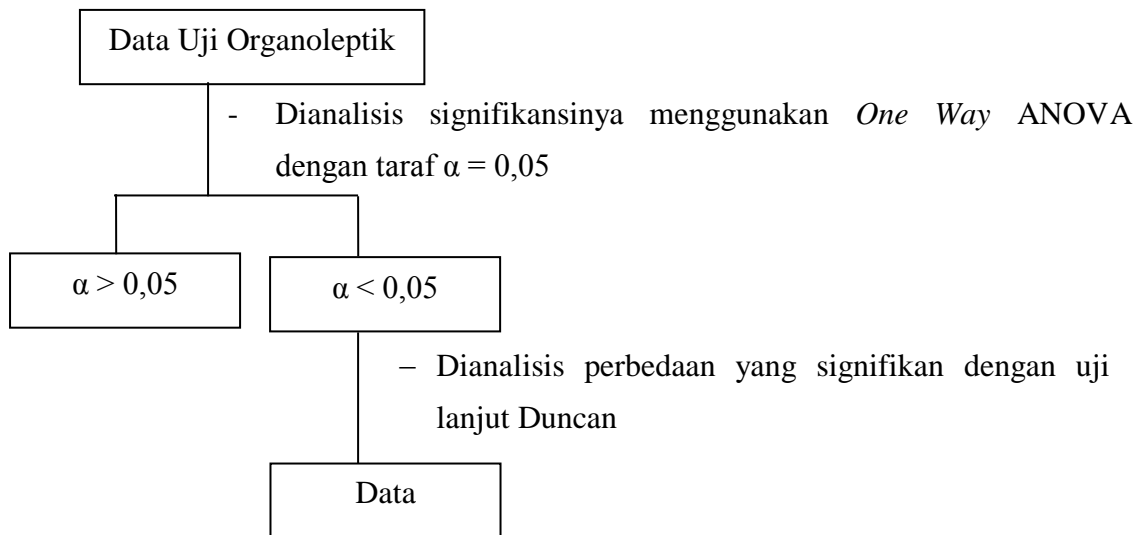 Data Uji Organoleptik
- Dianalisis signifikansinya menggunakan One Way ANOVA
dengan taraf α = 0,05
α > 0,05
α < 0,05
– Dianalisis perbedaan yang signifikan dengan uji
lanjut Duncan
Data